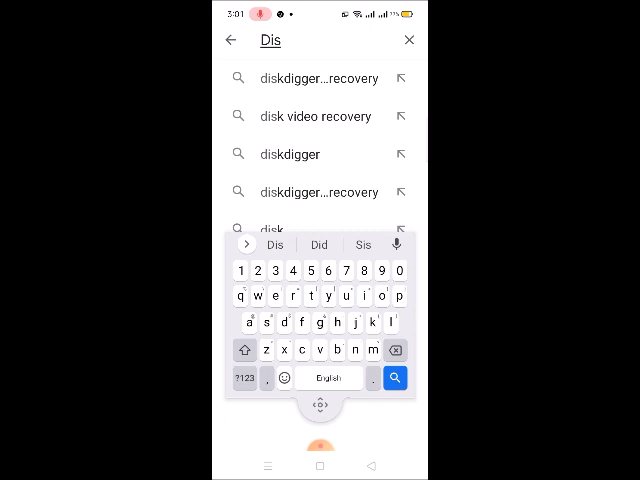 3:01 77%
Dis
diskdigger...recovery
disk video recovery
diskdigger
diskdigger...recovery
disk
Dis Did Sis
1 2 3 4 5 6 7 8 9 0
q w e r t y u i o p
a s d f g h j k l
z x c v b n m
?123 , English .